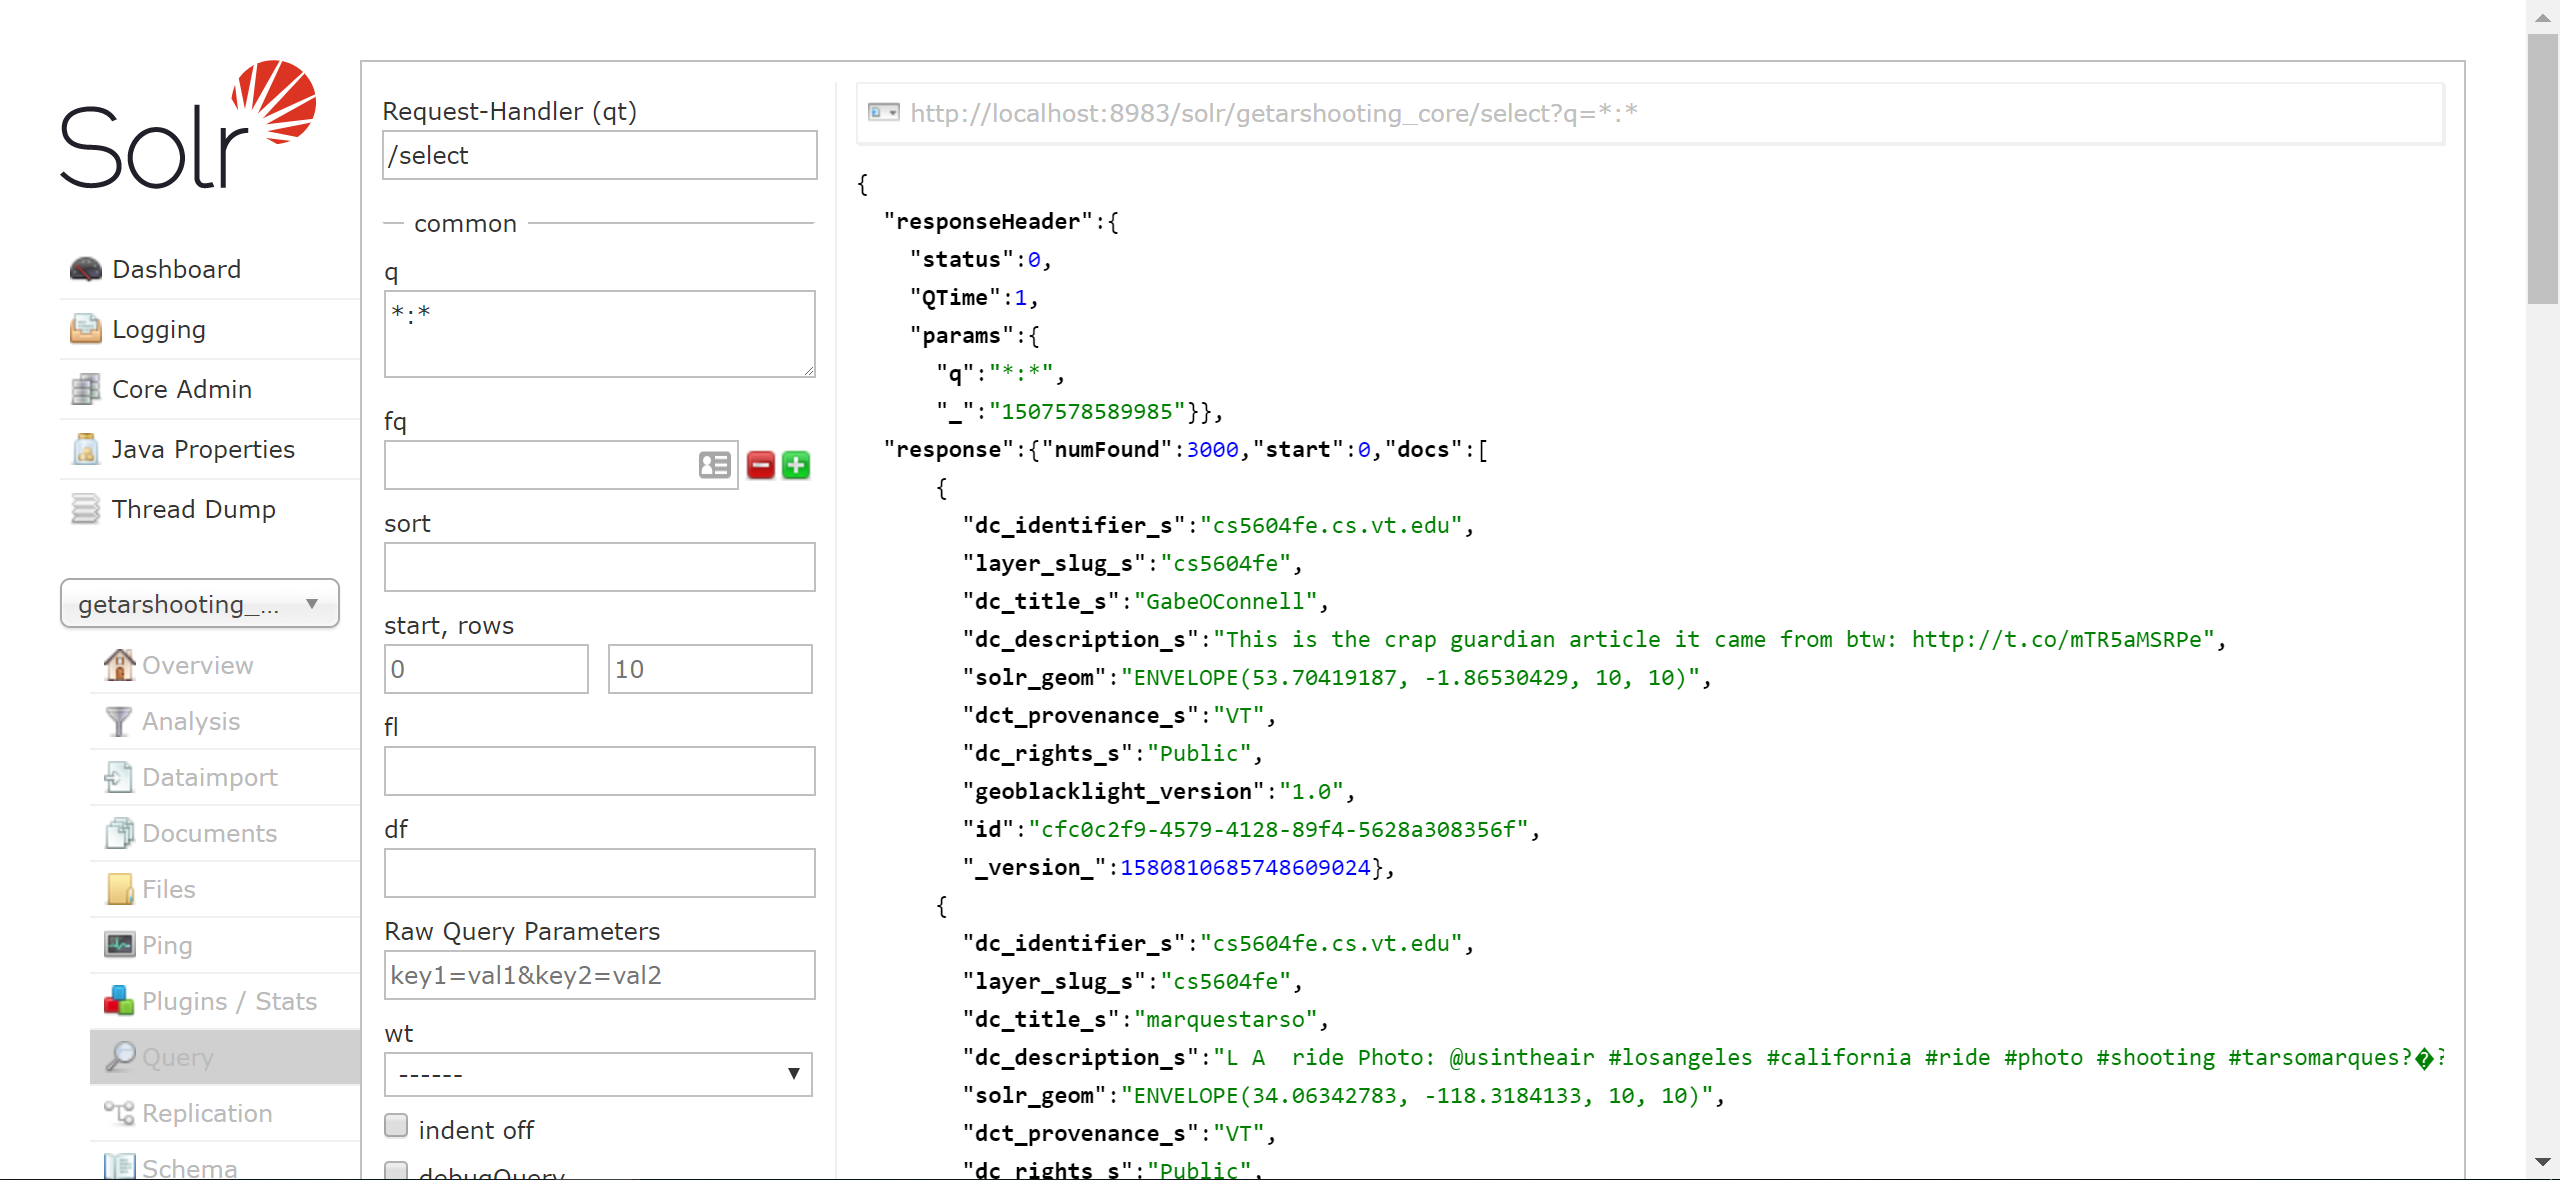 Solr
Dashboard
Logging
Core Admin
Java Properties
Thread Dump
getarshooting_...
Overview
Analysis
Dataimport
Documents
Files
Ping
Plugins / Stats
Query
Replication
Schema
Request-Handler (qt)
/select
common
q
*:*
fq
sort
start, rows
0 10
fl
df
Raw Query Parameters
key1=val1&key2=val2
wt
------
indent off
debugQuery
http://localhost:8983/solr/getarshooting_core/select?q=*:*
{
"responseHeader":{
"status":0,
"QTime":1,
"params":{
"q":"*:*",
"_":"1507578589985"}},
"response":{"numFound":3000,"start":0,"docs":[
{
"dc_identifier_s":"cs5604fe.cs.vt.edu",
"layer_slug_s":"cs5604fe",
"dc_title_s":"GabeOConnell",
"dc_description_s":"This is the crap guardian article it came from btw: http://t.co/mTR5aMSRPe",
"solr_geom":"ENVELOPE(53.70419187, -1.86530429, 10, 10)",
"dct_provenance_s":"VT",
"dc_rights_s":"Public",
"geoblacklight_version":"1.0",
"id":"cfc0c2f9-4579-4128-89f4-5628a308356f",
"_version_":1580810685748609024},
{
"dc_identifier_s":"cs5604fe.cs.vt.edu",
"layer_slug_s":"cs5604fe",
"dc_title_s":"marquestarso",
"dc_description_s":"L A  ride Photo: @usintheair #losangeles #california #ride #photo #shooting #tarsomarques?�?
"solr_geom":"ENVELOPE(34.06342783, -118.3184133, 10, 10)",
"dct_provenance_s":"VT",
"dc_rights_s":"Public",